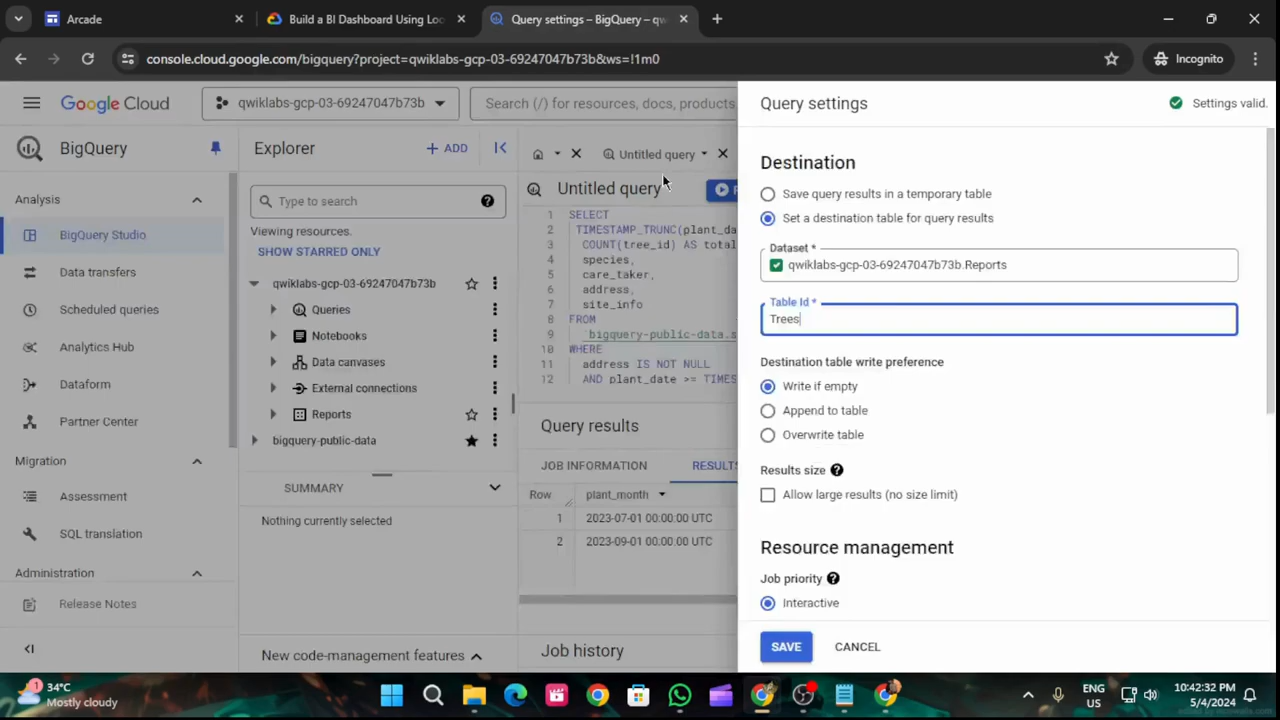 Arcade
Build a BI Dashboard Using Loo
Query settings – BigQuery – qw
console.cloud.google.com/bigquery?project=qwiklabs-gcp-03-69247047b73b&ws=!1m0
Incognito
Google Cloud
qwiklabs-gcp-03-69247047b73b
Search (/) for resources, docs, products
Query settings
Settings valid.
BigQuery
Explorer
+ ADD
Untitled query
Analysis
BigQuery Studio
Data transfers
Scheduled queries
Analytics Hub
Dataform
Partner Center
Migration
Assessment
SQL translation
Administration
Release Notes
Type to search
Viewing resources.
SHOW STARRED ONLY
qwiklabs-gcp-03-69247047b73b
Queries
Notebooks
Data canvases
External connections
Reports
bigquery-public-data
SUMMARY
Nothing currently selected
New code-management features
Untitled query
1 SELECT
2 TIMESTAMP_TRUNC(plant_da
3 COUNT(tree_id) AS total
4 species,
5 care_taker,
6 address,
7 site_info
8 FROM
9 `bigquery-public-data.s
10 WHERE
11 address IS NOT NULL
12 AND plant_date >= TIMES
Query results
JOB INFORMATION
RESULT
Row
plant_month
1 2023-07-01 00:00:00 UTC
2 2023-09-01 00:00:00 UTC
Job history
Destination
Save query results in a temporary table
Set a destination table for query results
Dataset *
qwiklabs-gcp-03-69247047b73b.Reports
Table Id *
Trees
Destination table write preference
Write if empty
Append to table
Overwrite table
Results size
Allow large results (no size limit)
Resource management
Job priority
Interactive
SAVE
CANCEL
1
34°C
Mostly cloudy
ENG
US
10:42:32 PM
5/4/2024